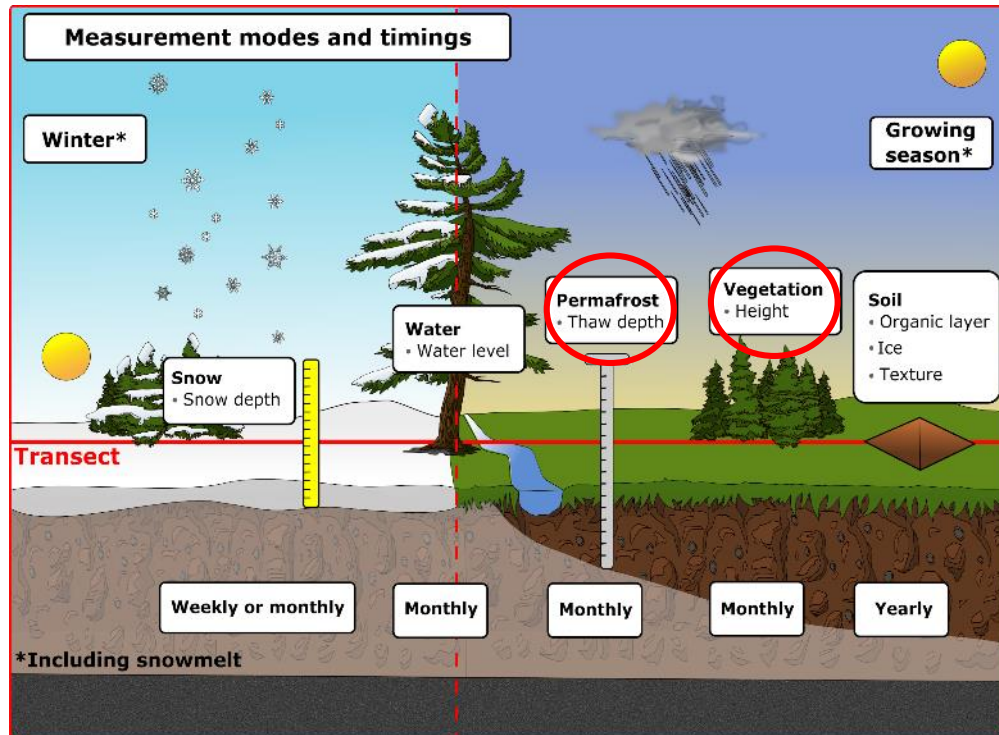 Measurement modes and timings
Winter*
Growing
season*
Snow
• Snow depth
Water
• Water level
Permafrost
• Thaw depth
Vegetation
• Height
Soil
• Organic layer
• Ice
• Texture
Transect
Weekly or monthly
Monthly
Monthly
Monthly
Yearly
*Including snowmelt